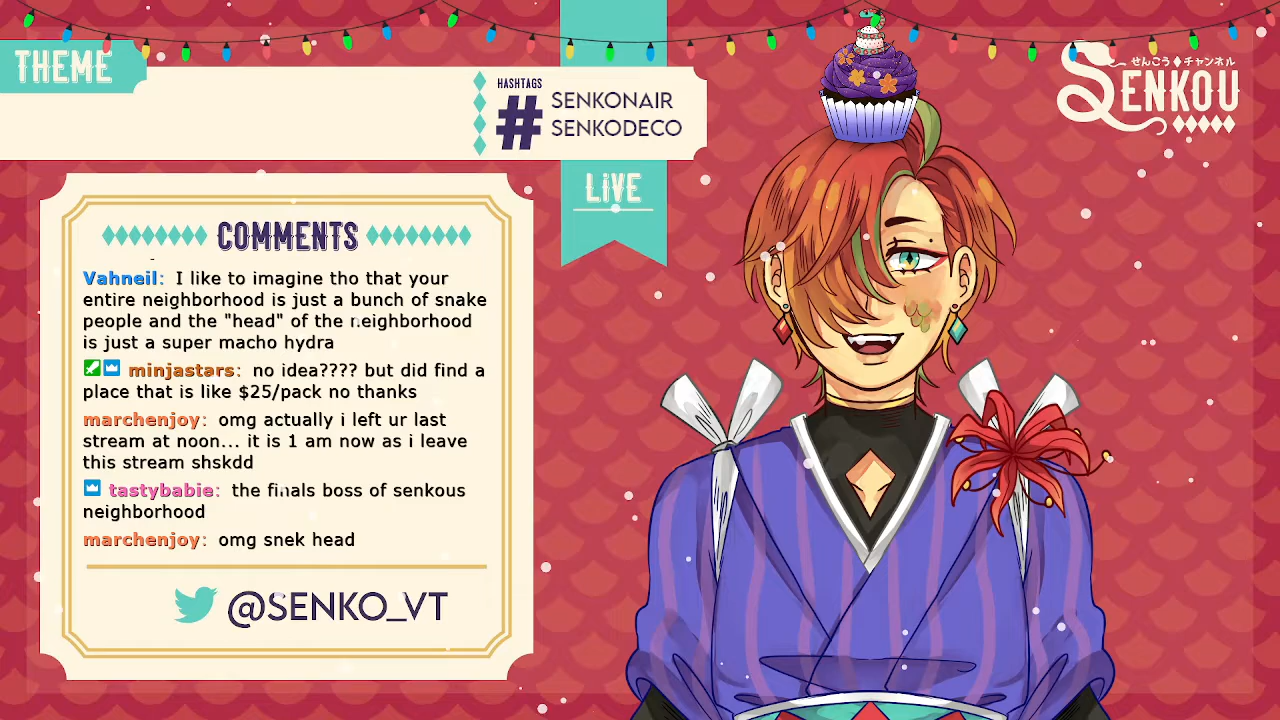 THEME
HASHTAGS
#
SENKONAIR
SENKODECO
せんこう♦チャンネル
SENKOU
LIVE
COMMENTS
Vahneil: I like to imagine tho that your
entire neighborhood is just a bunch of snake
people and the "head" of the neighborhood
is just a super macho hydra
minjastars: no idea???? but did find a
place that is like $25/pack no thanks
marchenjoy: omg actually i left ur last
stream at noon... it is 1 am now as i leave
this stream shskdd
tastybabie: the finals boss of senkous
neighborhood
marchenjoy: omg snek head
@SENKO_VT